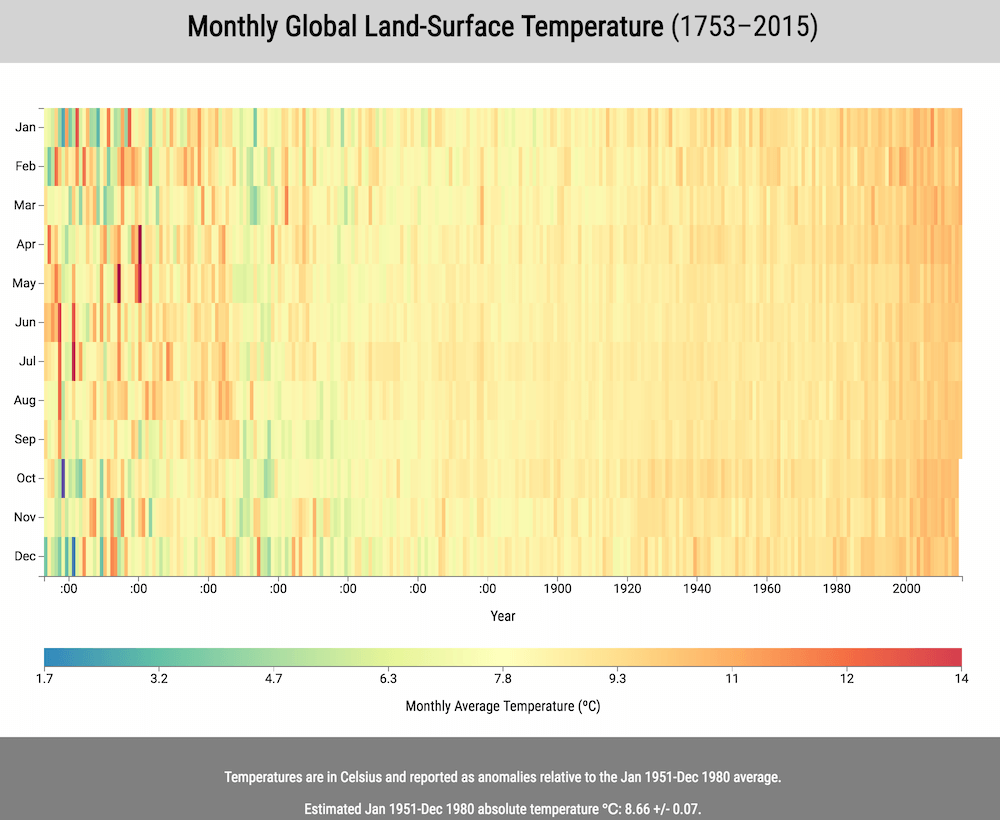 Monthly Global Land-Surface Temperature (1753–2015)
Jan
Feb
Mar
Apr
May
Jun
Jul
Aug
Sep
Oct
Nov
Dec
:00 :00 :00 :00 :00 :00 :00 1900 1920 1940 1960 1980 2000
Year
1.7 3.2 4.7 6.3 7.8 9.3 11 12 14
Monthly Average Temperature (ºC)
Temperatures are in Celsius and reported as anomalies relative to the Jan 1951-Dec 1980 average.
Estimated Jan 1951-Dec 1980 absolute temperature ℃: 8.66 +/- 0.07.